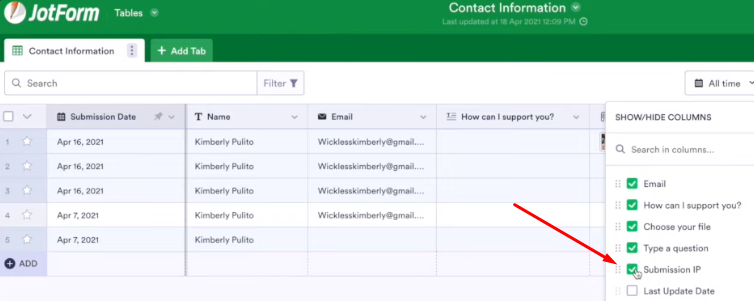 JotForm
Tables
Contact Information
Last updated at 18 Apr 2021 12:09 PM
Contact Information
+ Add Tab
Search
Filter
All time
Submission Date
Name
Email
How can I support you?
1 Apr 16, 2021 Kimberly Pulito Wicklesskimberly@gmail....
2 Apr 16, 2021 Kimberly Pulito Wicklesskimberly@gmail....
3 Apr 16, 2021 Kimberly Pulito Wicklesskimberly@gmail....
4 Apr 7, 2021 Kimberly Pulito Wicklesskimberly@gmail....
5 Apr 7, 2021 Kimberly Pulito
ADD
SHOW/HIDE COLUMNS
Search in columns...
Email
How can I support you?
Choose your file
Type a question
Submission IP
Last Update Date